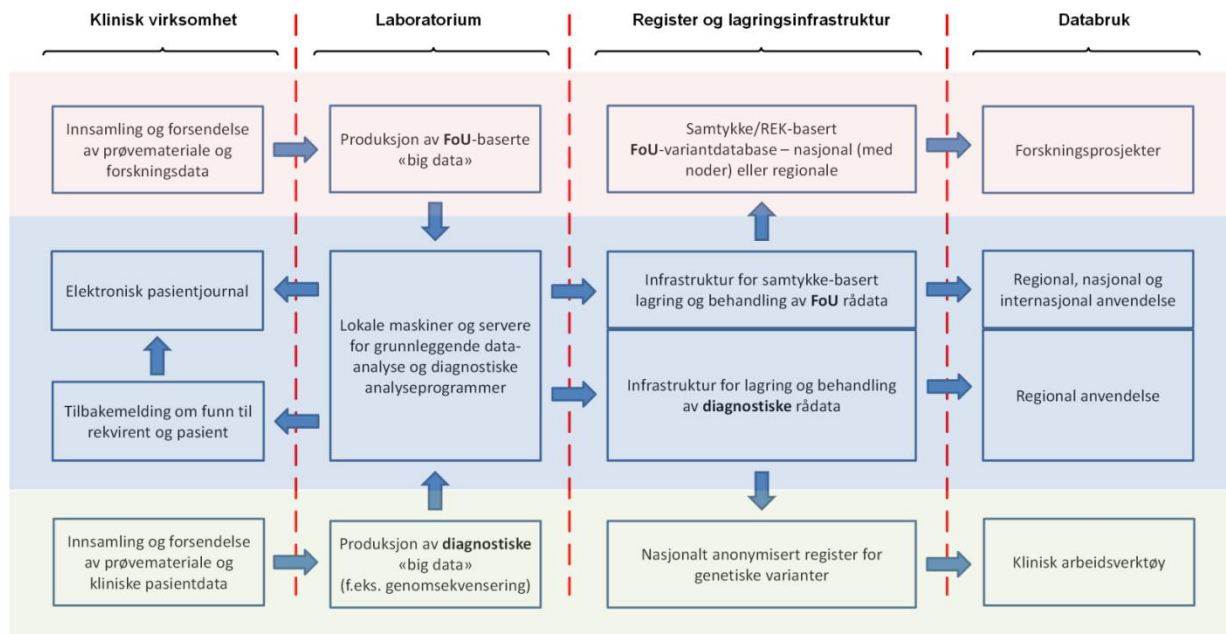 Klinisk virksomhet
Laboratorium
Register og lagringsinfrastruktur
Databruk
Innsamling og forsendelse
av prøvemateriale og
forskningsdata
Produksjon av FoU-baserte
«big data»
Samtykke/REK-basert
FoU-variantdatabase – nasjonal (med
noder) eller regionale
Forskningsprosjekter
Elektronisk pasientjournal
Lokale maskiner og servere
for grunnleggende data-
analyse og diagnostiske
analyseprogrammer
Infrastruktur for samtykke-basert
lagring og behandling av FoU rådata
Regional, nasjonal og
internasjonal anvendelse
Tilbakemelding om funn til
rekvirent og pasient
Infrastruktur for lagring og behandling
av diagnostiske rådata
Regional anvendelse
Innsamling og forsendelse
av prøvemateriale og
kliniske pasientdata
Produksjon av diagnostiske
«big data»
(f.eks. genomsekvensering)
Nasjonalt anonymisert register for
genetiske varianter
Klinisk arbeidsverktøy